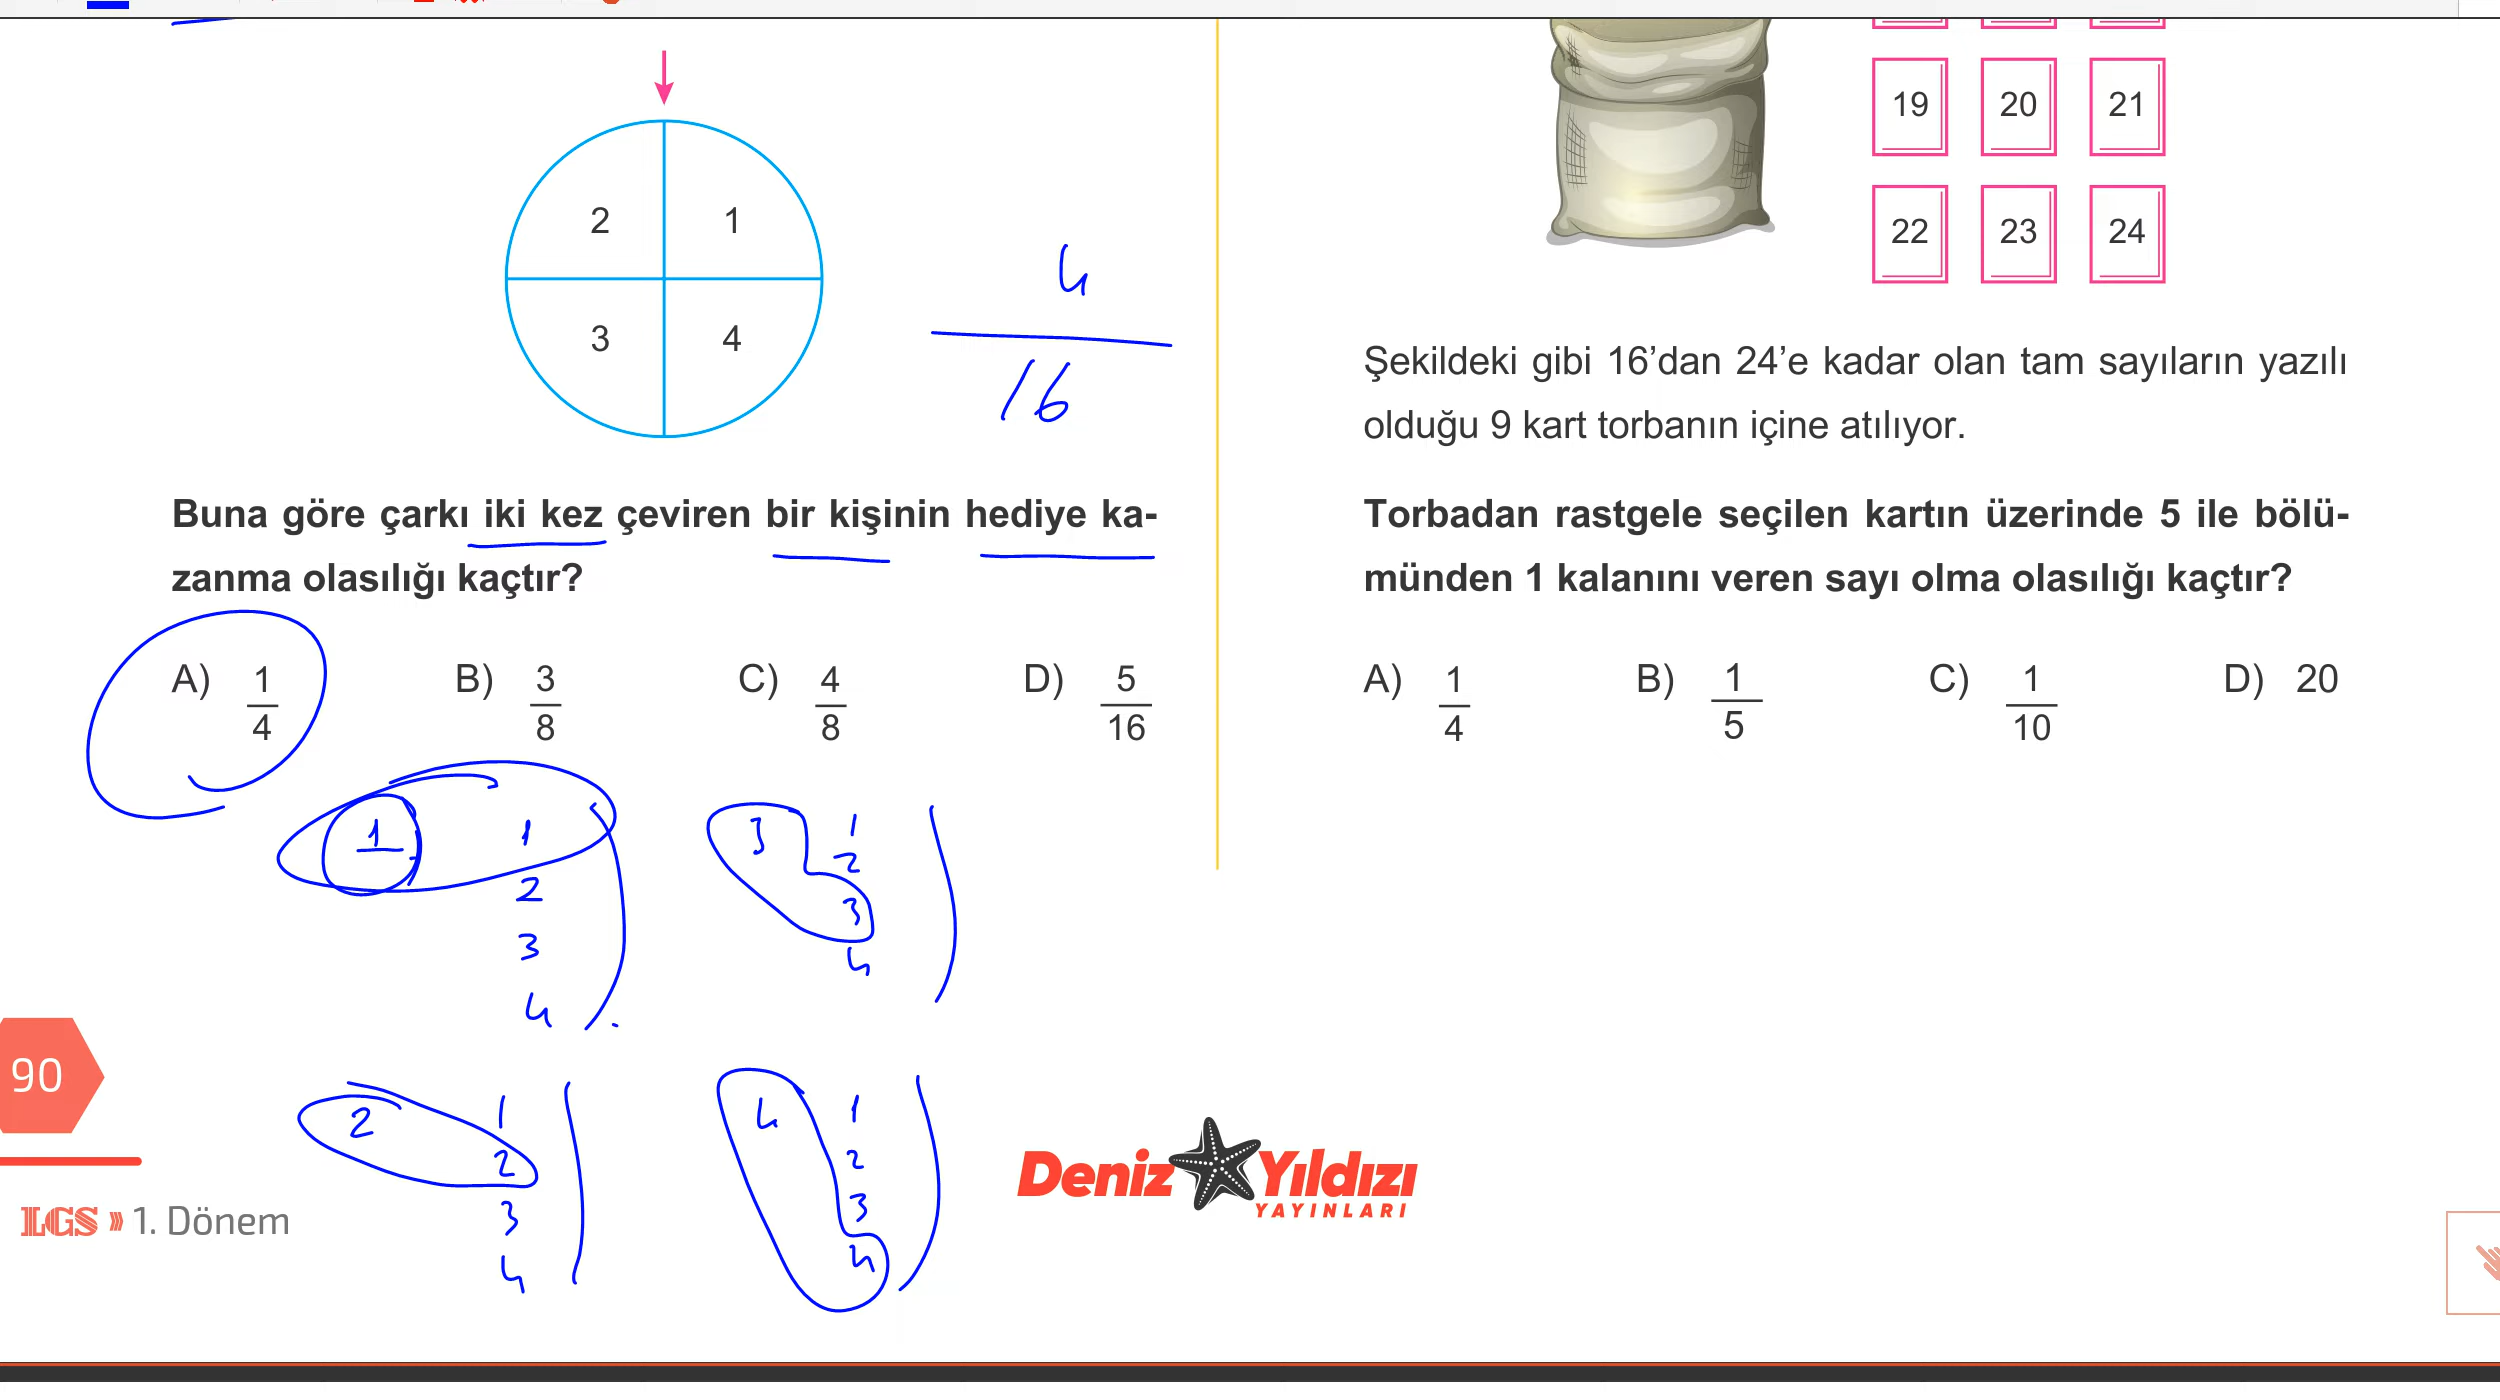 2 1
3 4
4
16
Buna göre çarkı iki kez çeviren bir kişinin hediye ka-
zanma olasılığı kaçtır?
A) 1/4 B) 3/8 C) 4/8 D) 5/16
1 1
2
3
4
3 1
2
3
4
2 1
2
3
4
4 1
2
3
4
19 20 21
22 23 24
Şekildeki gibi 16’dan 24’e kadar olan tam sayıların yazılı
olduğu 9 kart torbanın içine atılıyor.
Torbadan rastgele seçilen kartın üzerinde 5 ile bölü-
münden 1 kalanını veren sayı olma olasılığı kaçtır?
A) 1/4 B) 1/5 C) 1/10 D) 20
90
LGS 1. Dönem
Deniz Yıldızı
YAYINLARI